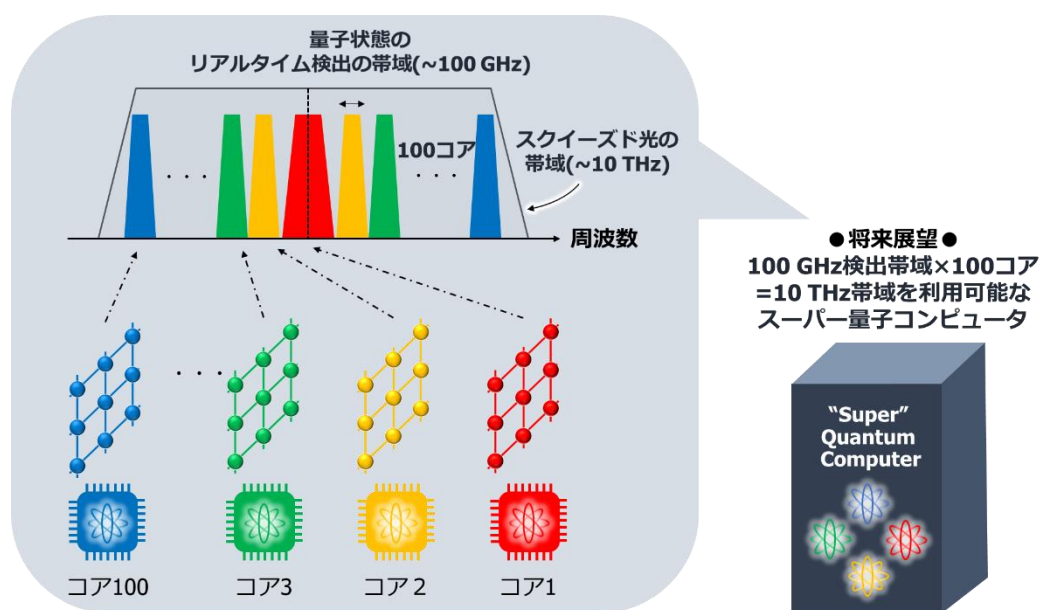 量子状態の
リアルタイム検出の帯域(~100 GHz)
スクイーズド光の
帯域(~10 THz)
100コア
・・・
・・・
周波数
●将来展望●
100 GHz検出帯域×100コア
=10 THz帯域を利用可能な
スーパー量子コンピュータ
・・・
"Super"
Quantum
Computer
コア100
コア3
コア２
コア1